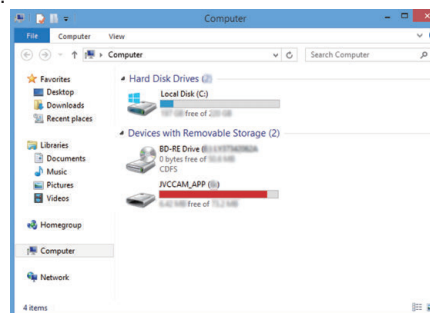 Computer
File Computer View
Computer
Search Computer
Favorites
Desktop
Downloads
Recent places
Libraries
Documents
Music
Pictures
Videos
Homegroup
Computer
Network
Hard Disk Drives (2)
Local Disk (C:)
free of
Devices with Removable Storage (2)
BD-RE Drive
0 bytes free of
CDFS
JVCCAM_APP
free of
4 items